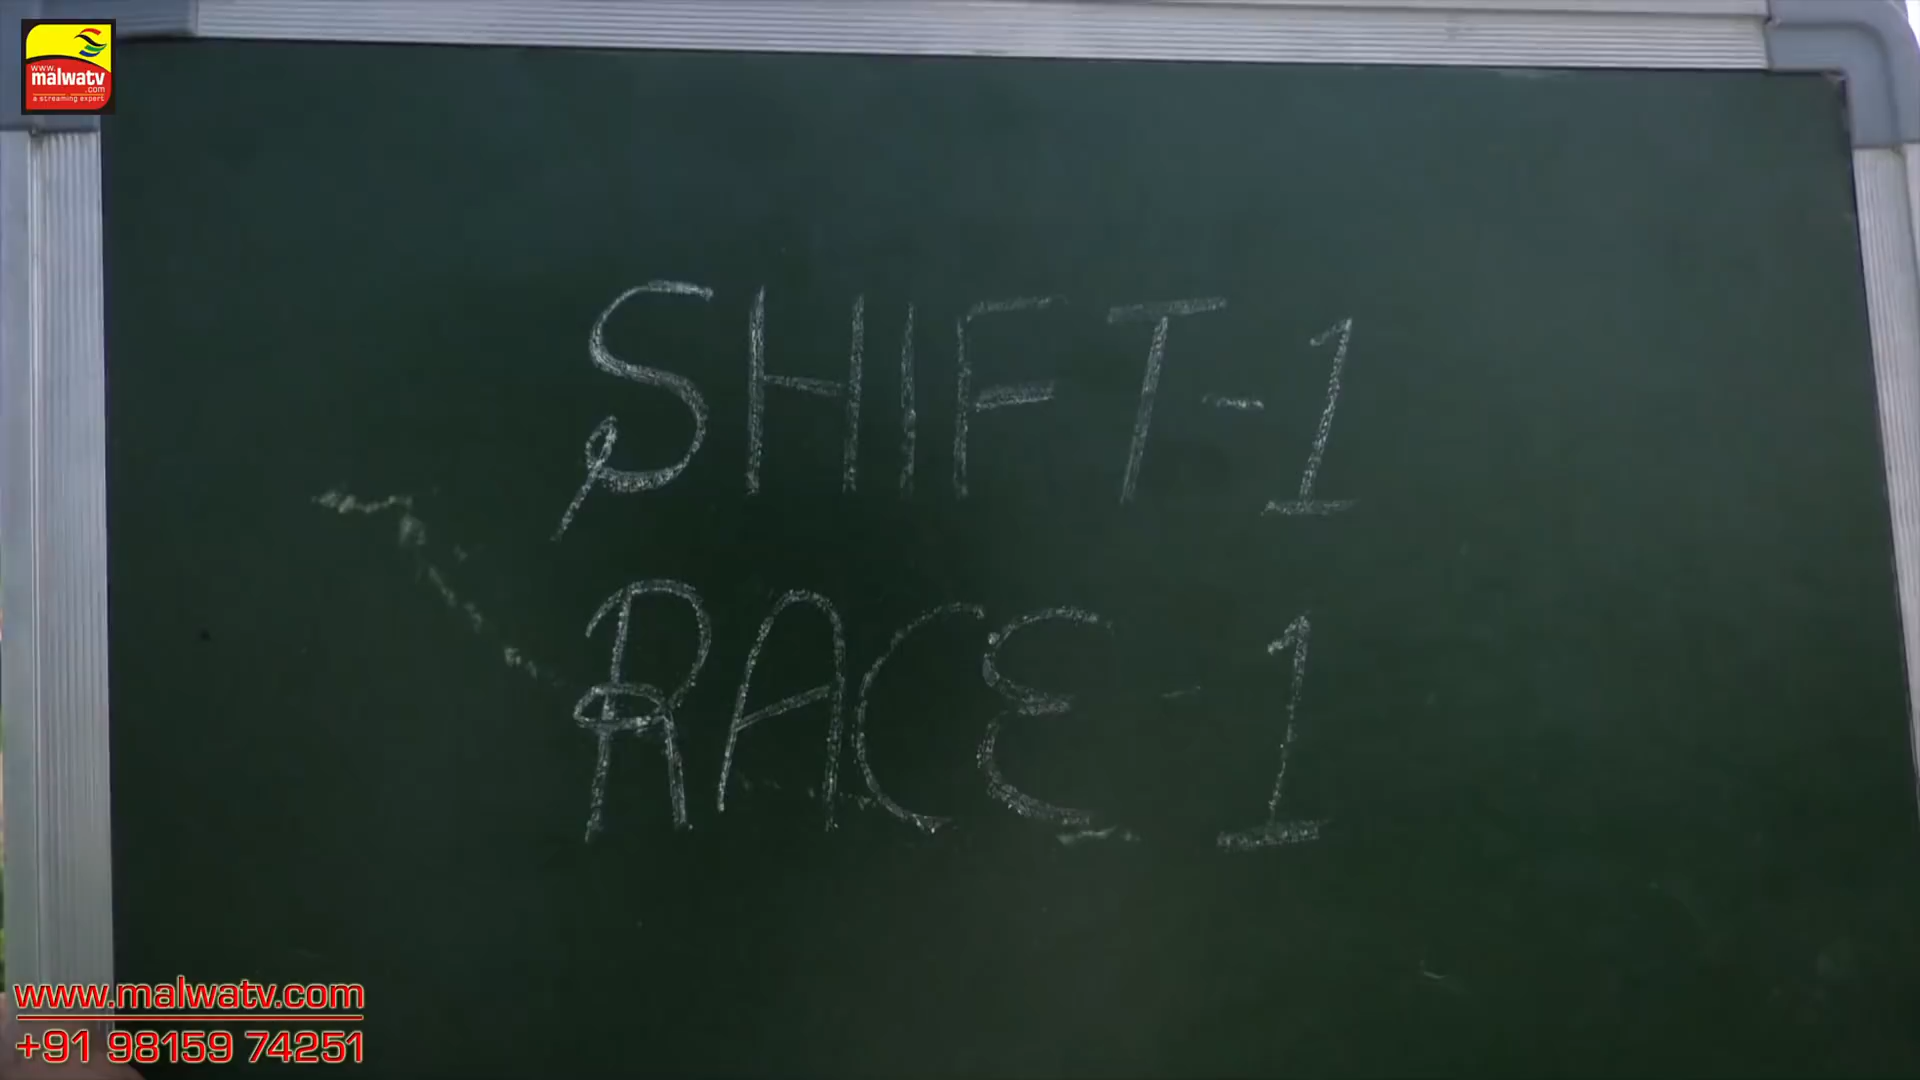 www.
malwatv
.com
a streaming expert
SHIFT-1
RACE-1
www.malwatv.com
+91 98159 74251